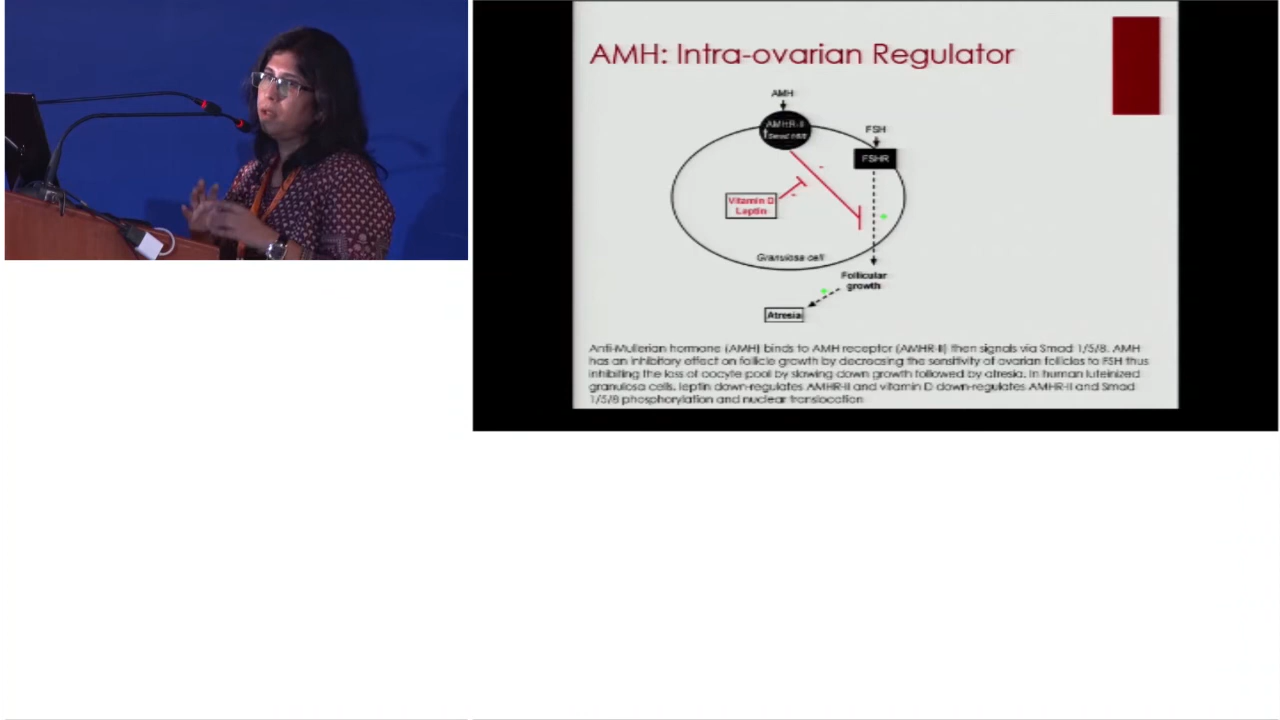 AMH: Intra-ovarian Regulator
AMH
AMHR-II
Smad 1/5/8
FSH
FSHR
Vitamin D
Leptin
Granulosa cell
Follicular
growth
Atresia
Anti-Mullerian hormone (AMH) binds to AMH receptor (AMHR-II) then signals via Smad 1/5/8. AMH
has an inhibitory effect on follicle growth by decreasing the sensitivity of ovarian follicles to FSH thus
inhibiting the loss of oocyte pool by slowing down growth followed by atresia. In human luteinized
granulosa cells, leptin down-regulates AMHR-II and vitamin D down-regulates AMHR-II and Smad
1/5/8 phosphorylation and nuclear translocation